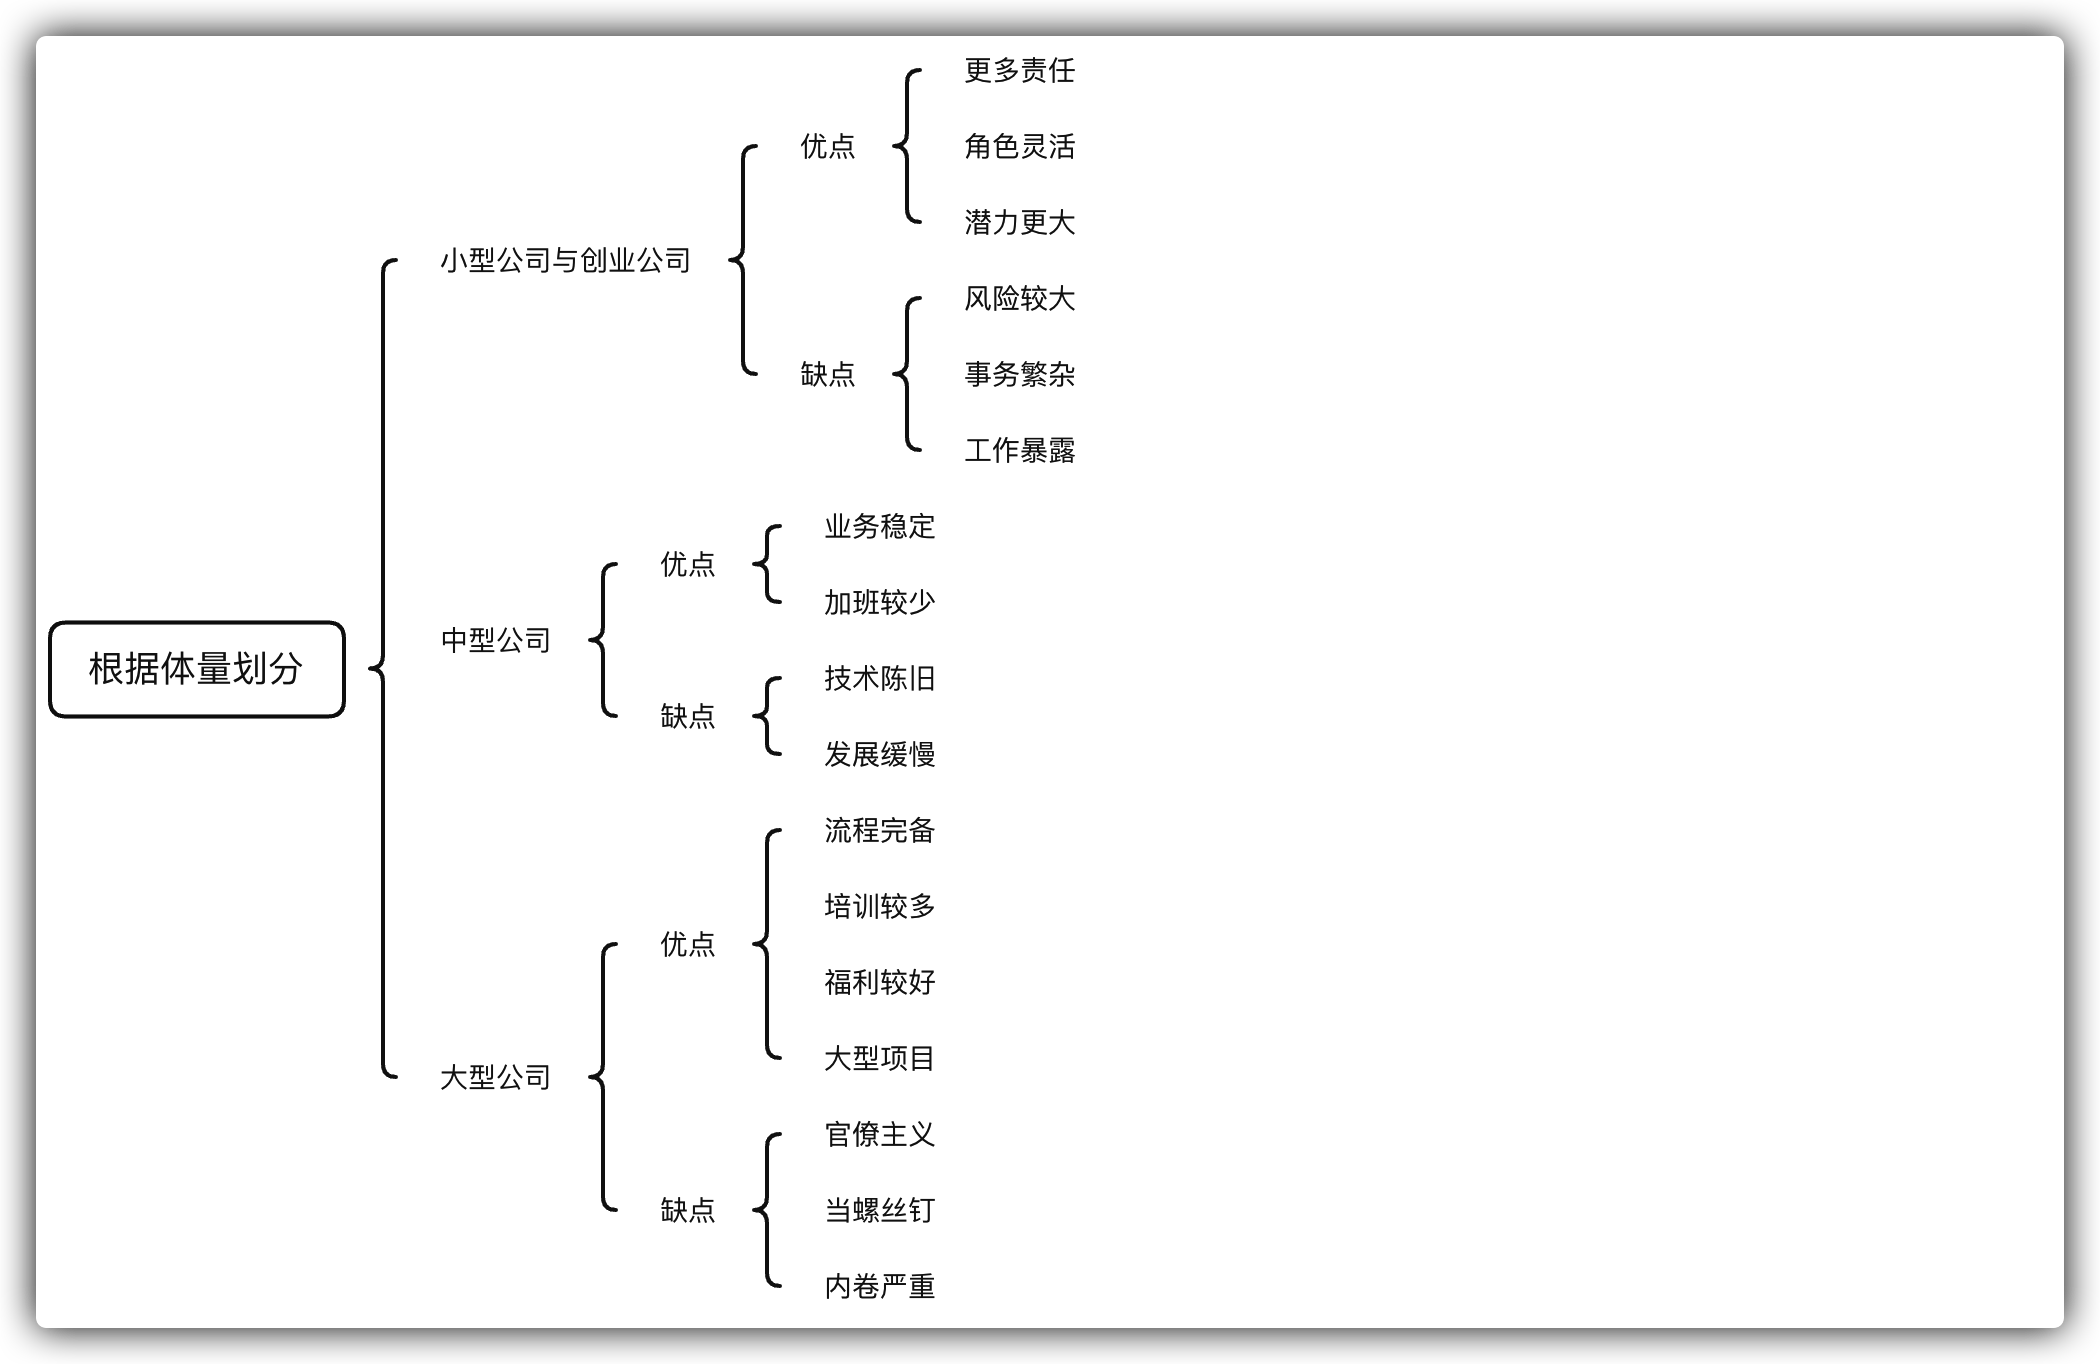 根据体量划分
小型公司与创业公司
优点
更多责任
角色灵活
潜力更大
缺点
风险较大
事务繁杂
工作暴露
中型公司
优点
业务稳定
加班较少
缺点
技术陈旧
发展缓慢
大型公司
优点
流程完备
培训较多
福利较好
大型项目
缺点
官僚主义
当螺丝钉
内卷严重